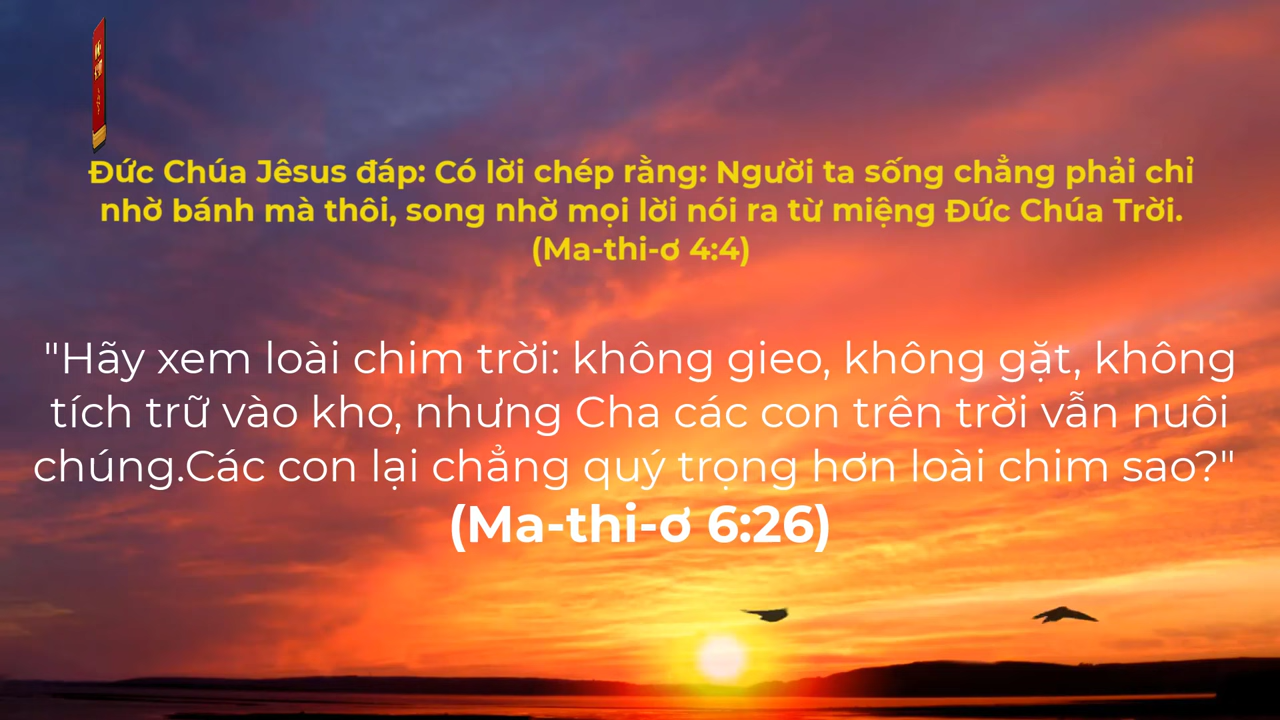 Đức Chúa Jêsus đáp: Có lời chép rằng: Người ta sống chẳng phải chỉ
nhờ bánh mà thôi, song nhờ mọi lời nói ra từ miệng Đức Chúa Trời.
(Ma-thi-ơ 4:4)
"Hãy xem loài chim trời: không gieo, không gặt, không
tích trữ vào kho, nhưng Cha các con trên trời vẫn nuôi
chúng.Các con lại chẳng quý trọng hơn loài chim sao?"
(Ma-thi-ơ 6:26)